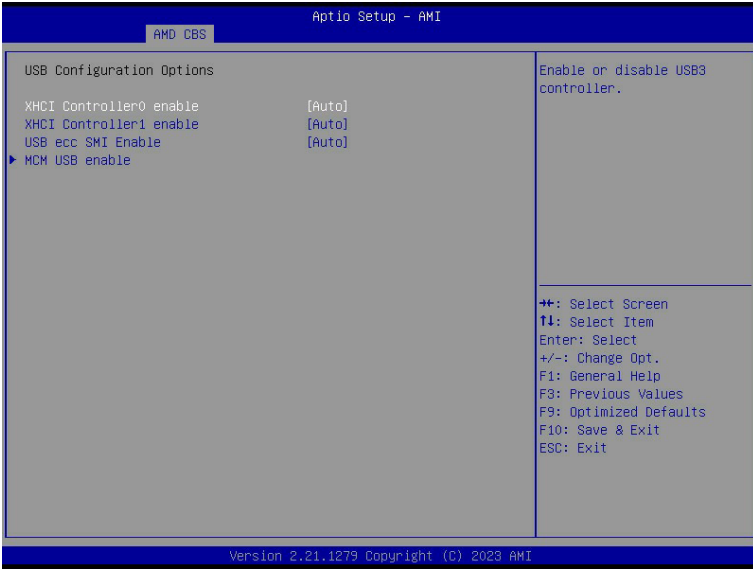 Aptio Setup – AMI
AMD CBS
USB Configuration Options
XHCI Controller0 enable [Auto]
XHCI Controller1 enable [Auto]
USB ecc SMI Enable [Auto]
▶ MCM USB enable
Enable or disable USB3
controller.
→←: Select Screen
↑↓: Select Item
Enter: Select
+/-: Change Opt.
F1: General Help
F3: Previous Values
F9: Optimized Defaults
F10: Save & Exit
ESC: Exit
Version 2.21.1279 Copyright (C) 2023 AMI